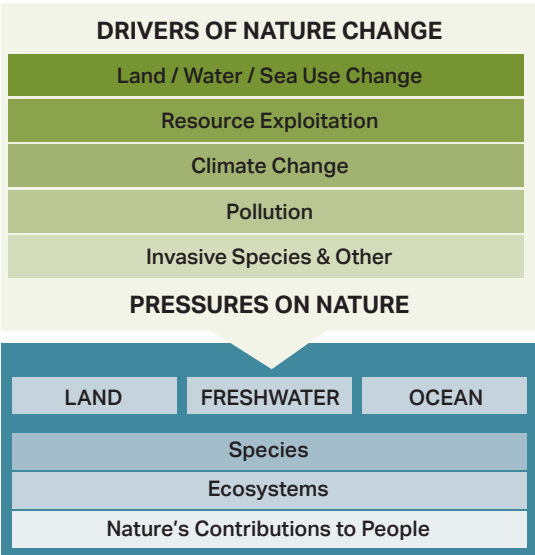 DRIVERS OF NATURE CHANGE
Land / Water / Sea Use Change
Resource Exploitation
Climate Change
Pollution
Invasive Species & Other
PRESSURES ON NATURE
LAND FRESHWATER OCEAN
Species
Ecosystems
Nature’s Contributions to People